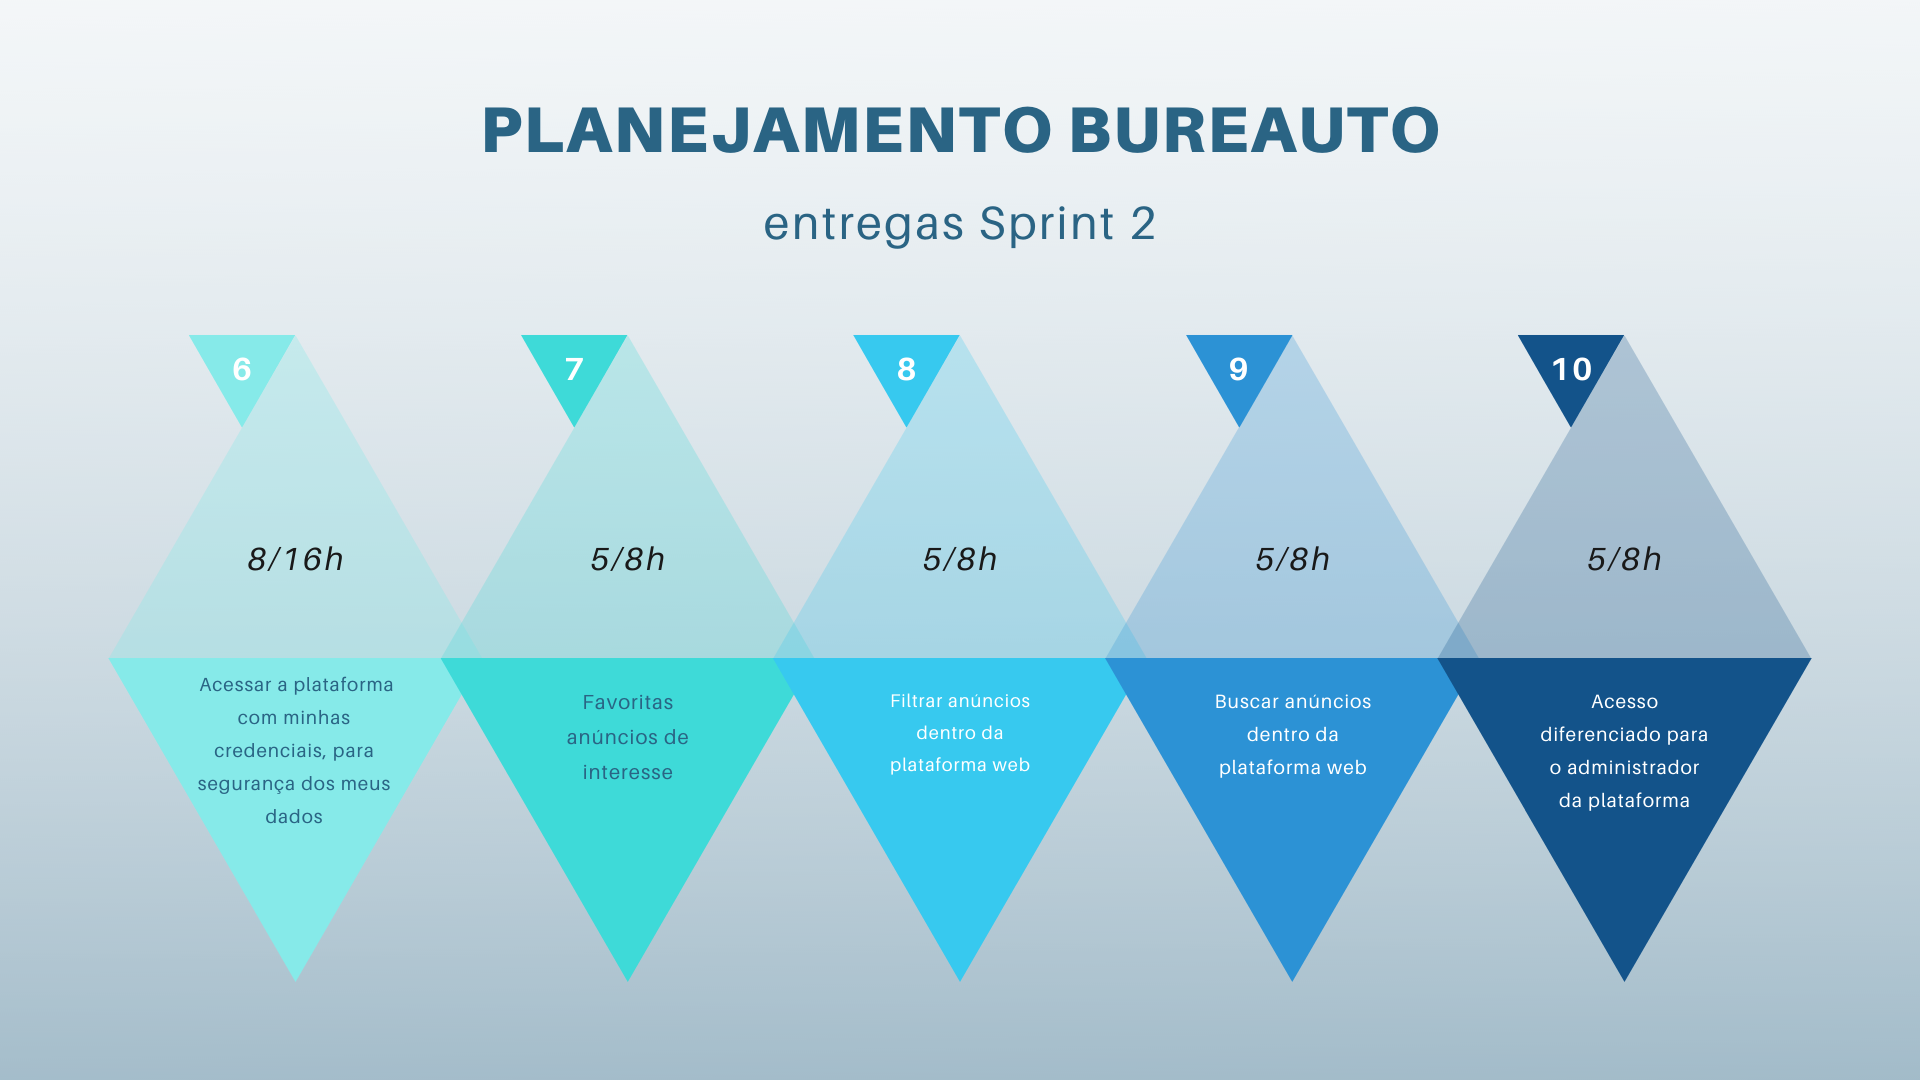 PLANEJAMENTO BUREAUTO
entregas Sprint 2
6
8/16h
Acessar a plataforma
com minhas
credenciais, para
segurança dos meus
dados
7
5/8h
Favoritas
anúncios de
interesse
8
5/8h
Filtrar anúncios
dentro da
plataforma web
9
5/8h
Buscar anúncios
dentro da
plataforma web
10
5/8h
Acesso
diferenciado para
o administrador
da plataforma